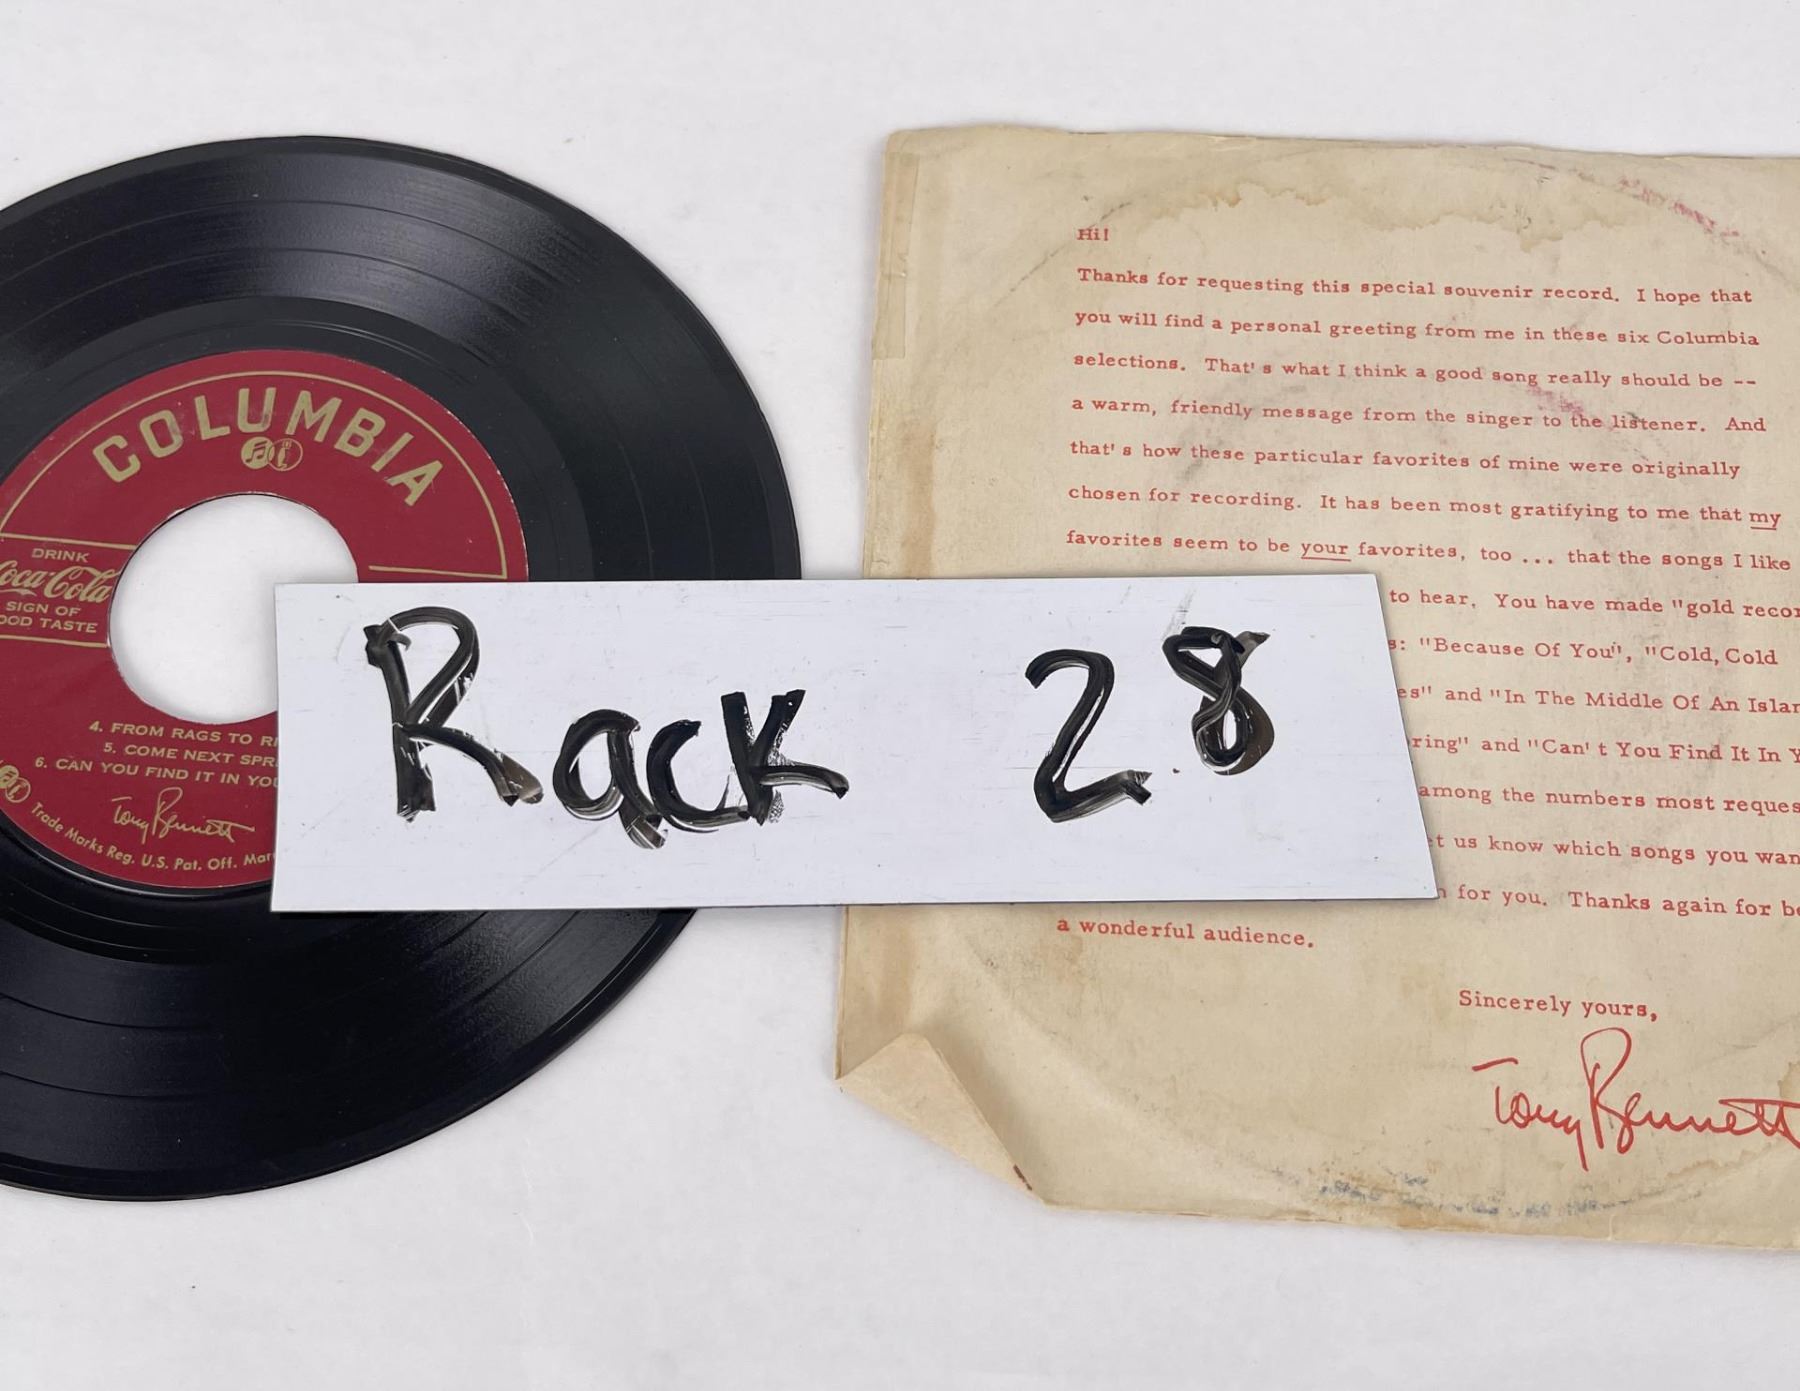 COLUMBIA
DRINK
Coca-Cola
SIGN OF
OOD TASTE
4. FROM RAGS TO RI
5. COME NEXT SPR
6. CAN YOU FIND IT IN YOU
Tony Bennett
Trade Marks Reg. U.S. Pat. Off. Mar
Rack 28
Hi!
Thanks for requesting this special souvenir record. I hope that
you will find a personal greeting from me in these six Columbia
selections. That's what I think a good song really should be --
a warm, friendly message from the singer to the listener. And
that's how these particular favorites of mine were originally
chosen for recording. It has been most gratifying to me that my
favorites seem to be your favorites, too ... that the songs I like
to hear. You have made "gold recor
s: "Because Of You", "Cold, Cold
es" and "In The Middle Of An Islan
ring" and "Can't You Find It In Y
among the numbers most reques
et us know which songs you wan
n for you. Thanks again for be
a wonderful audience.
Sincerely yours,
Tony Bennett